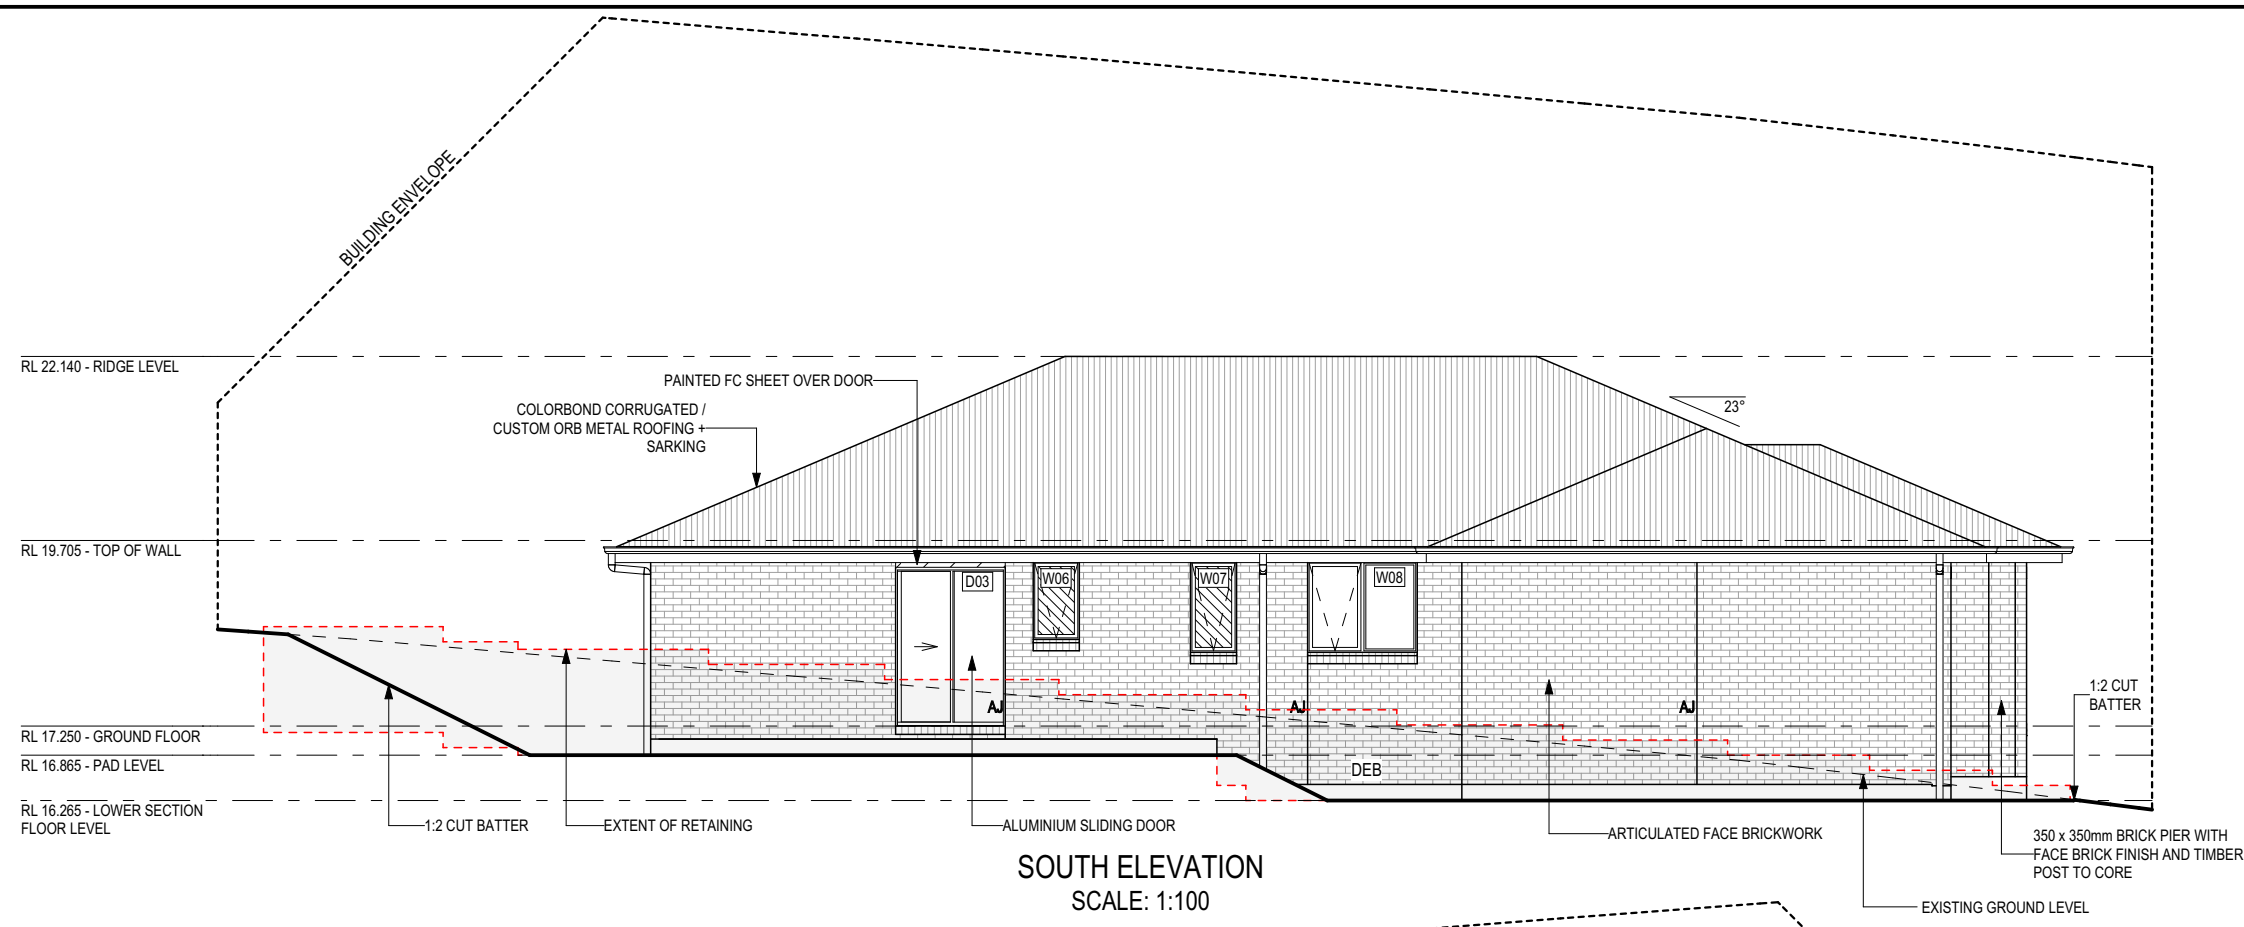 BUILDING ENVELOPE
RL 22.140 - RIDGE LEVEL
PAINTED FC SHEET OVER DOOR
COLORBOND CORRUGATED /
CUSTOM ORB METAL ROOFING +
SARKING
23°
RL 19.705 - TOP OF WALL
D03
W06
W07
W08
AJ
AJ
AJ
1:2 CUT
BATTER
RL 17.250 - GROUND FLOOR
RL 16.865 - PAD LEVEL
DEB
RL 16.265 - LOWER SECTION
FLOOR LEVEL
1:2 CUT BATTER
EXTENT OF RETAINING
ALUMINIUM SLIDING DOOR
ARTICULATED FACE BRICKWORK
350 x 350mm BRICK PIER WITH
FACE BRICK FINISH AND TIMBER
POST TO CORE
SOUTH ELEVATION
SCALE: 1:100
EXISTING GROUND LEVEL